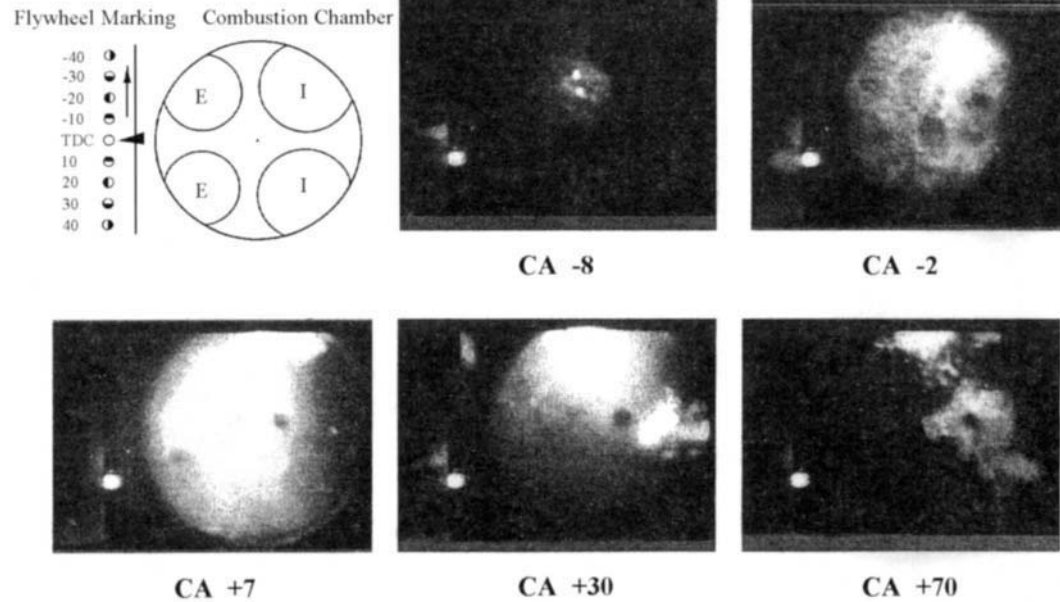 Flywheel Marking Combustion Chamber
-40
-30
-20
-10
TDC
10
20
30
40
E I
E I
CA -8 CA -2
CA +7 CA +30 CA +70